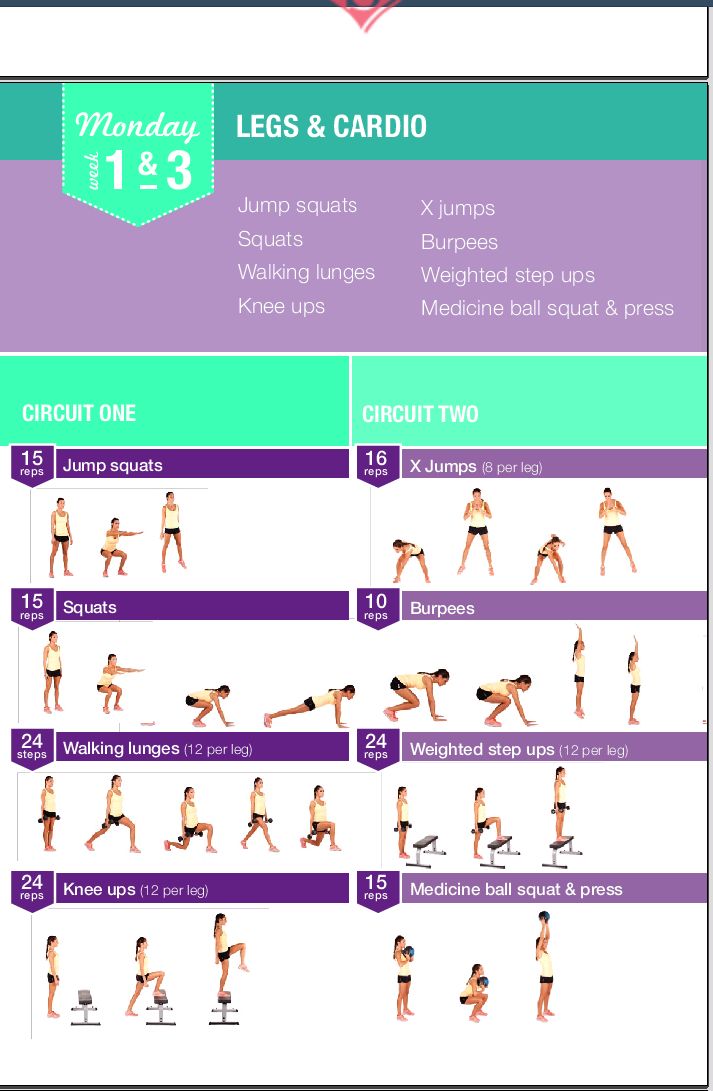 Monday
week 1 & 3
LEGS & CARDIO
Jump squats
Squats
Walking lunges
Knee ups
X jumps
Burpees
Weighted step ups
Medicine ball squat & press
CIRCUIT ONE
15 reps Jump squats
15 reps Squats
24 steps Walking lunges (12 per leg)
24 reps Knee ups (12 per leg)
CIRCUIT TWO
16 reps X Jumps (8 per leg)
10 reps Burpees
24 reps Weighted step ups (12 per leg)
15 reps Medicine ball squat & press